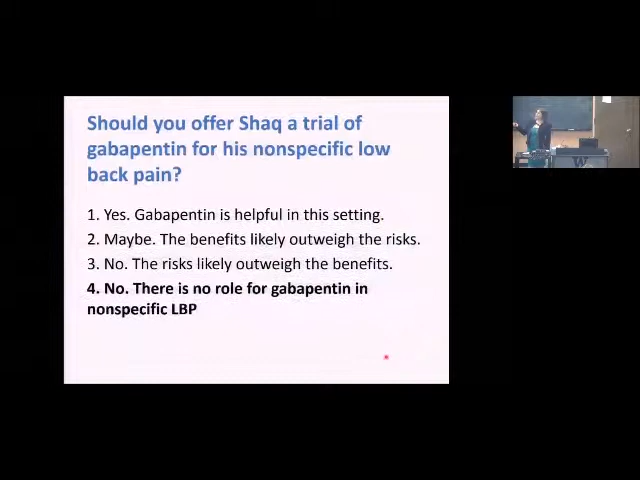 Should you offer Shaq a trial of
gabapentin for his nonspecific low
back pain?
1. Yes. Gabapentin is helpful in this setting.
2. Maybe. The benefits likely outweigh the risks.
3. No. The risks likely outweigh the benefits.
4. No. There is no role for gabapentin in
nonspecific LBP
W